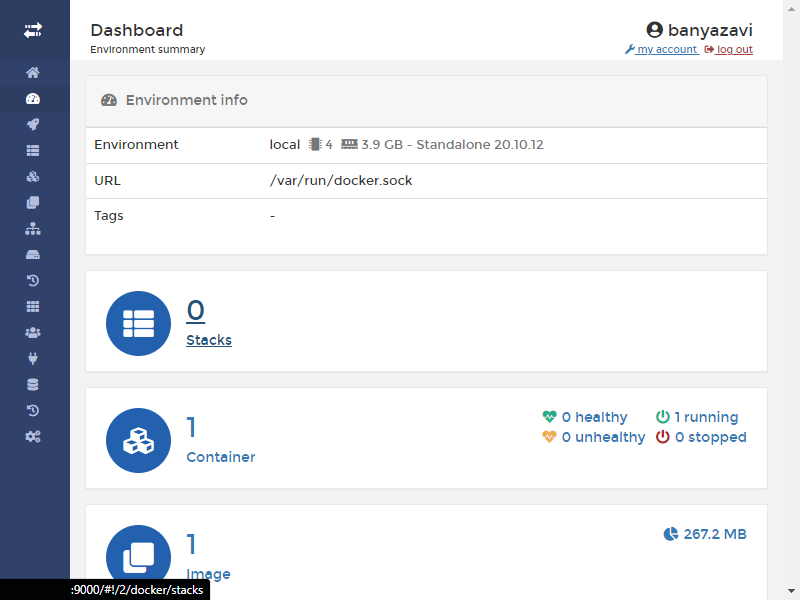 Dashboard
Environment summary
banyazavi
my account log out
Environment info
Environment local 4 3.9 GB - Standalone 20.10.12
URL /var/run/docker.sock
Tags -
0
Stacks
1
Container
0 healthy 1 running
0 unhealthy 0 stopped
1
Image
267.2 MB
:9000/#!/2/docker/stacks